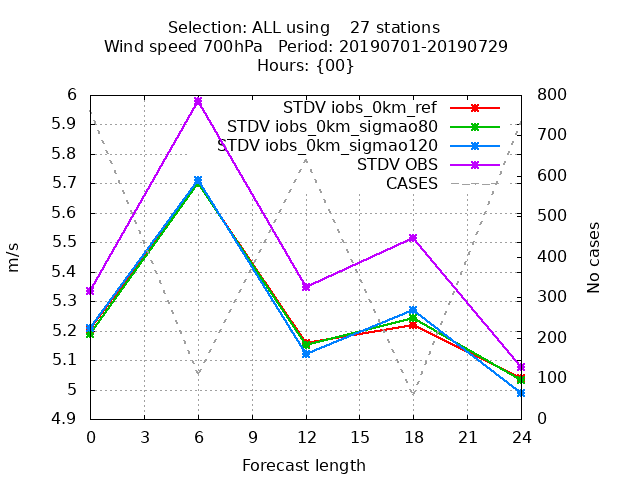 Selection: ALL using    27 stations
Wind speed 700hPa   Period: 20190701-20190729
Hours: {00}
STDV iobs_0km_ref
STDV iobs_0km_sigmao80
STDV iobs_0km_sigmao120
STDV OBS
CASES
6
5.9
5.8
5.7
5.6
5.5
5.4
5.3
5.2
5.1
5
4.9
m/s
800
700
600
500
400
300
200
100
0
No cases
0 3 6 9 12 15 18 21 24
Forecast length